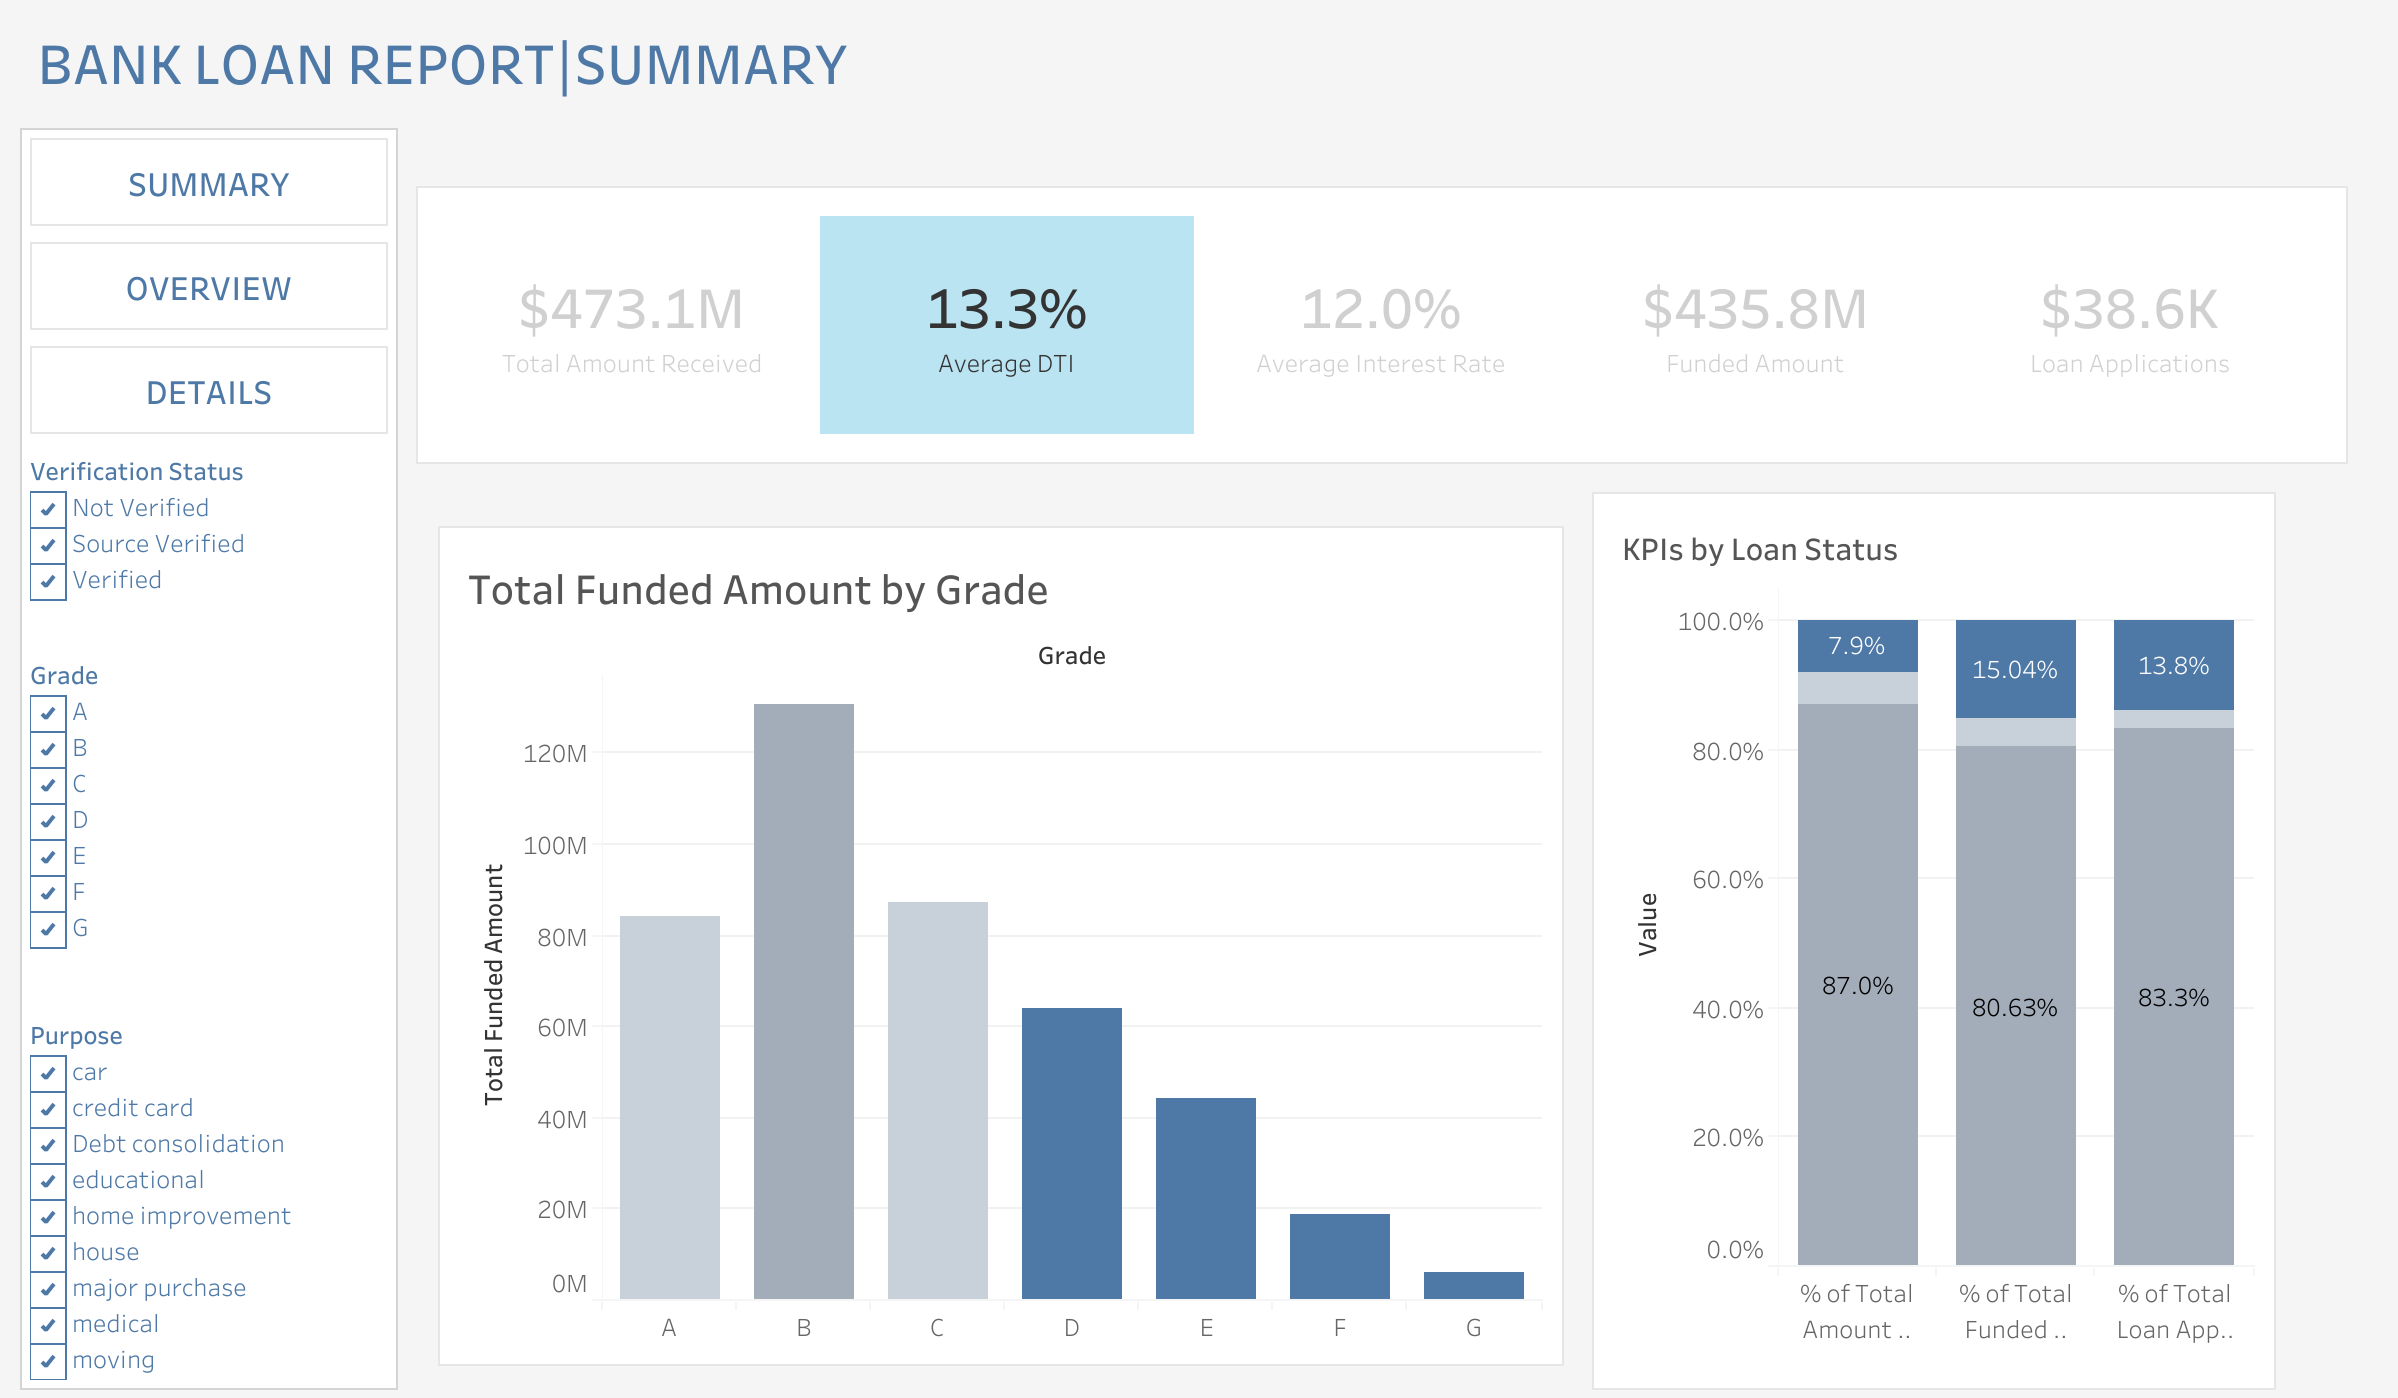 BANK LOAN REPORT|SUMMARY
SUMMARY
OVERVIEW
DETAILS
Verification Status
Not Verified
Source Verified
Verified
Grade
A
B
C
D
E
F
G
Purpose
car
credit card
Debt consolidation
educational
home improvement
house
major purchase
medical
moving
$473.1M
Total Amount Received
13.3%
Average DTI
12.0%
Average Interest Rate
$435.8M
Funded Amount
$38.6K
Loan Applications
Total Funded Amount by Grade
Grade
Total Funded Amount
120M
100M
80M
60M
40M
20M
0M
A
B
C
D
E
F
G
KPIs by Loan Status
Value
100.0%
80.0%
60.0%
40.0%
20.0%
0.0%
7.9%
15.04%
13.8%
87.0%
80.63%
83.3%
% of Total
Amount ..
% of Total
Funded ..
% of Total
Loan App..